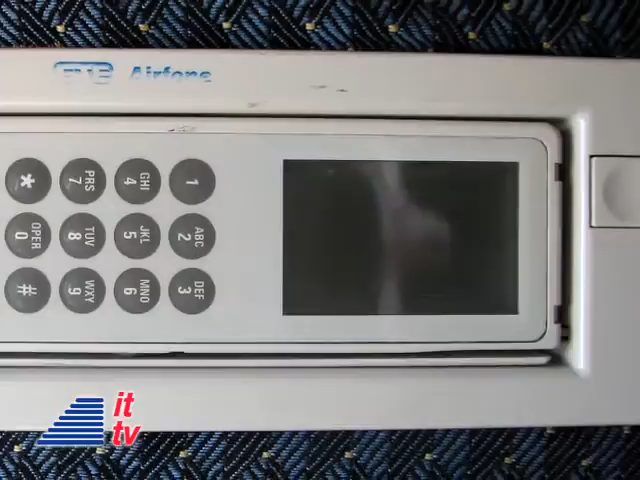 GTE Airfone
1
GHI 4
PRS 7
*
ABC 2
JKL 5
TUV 8
OPER 0
DEF 3
MNO 6
WXY 9
#
it
tv